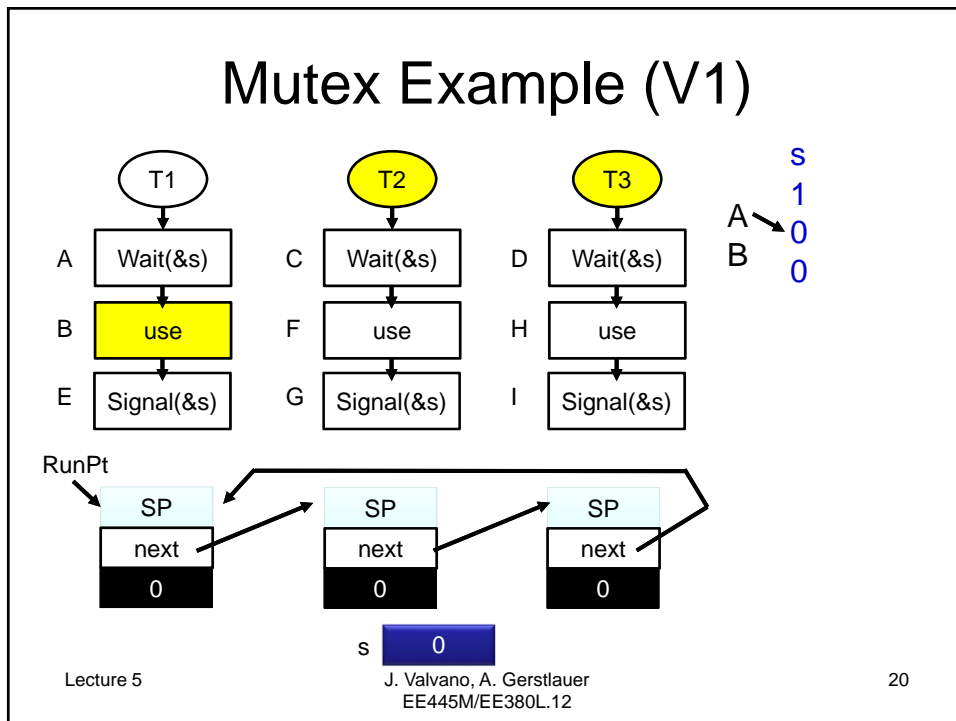 Mutex Example (V1)
T1
T2
T3
s
1
A
0
B
0
A
Wait(&s)
C
Wait(&s)
D
Wait(&s)
B
use
F
use
H
use
E
Signal(&s)
G
Signal(&s)
I
Signal(&s)
RunPt
SP
SP
SP
next
next
next
0
0
0
s
0
Lecture 5
J. Valvano, A. Gerstlauer
EE445M/EE380L.12
20